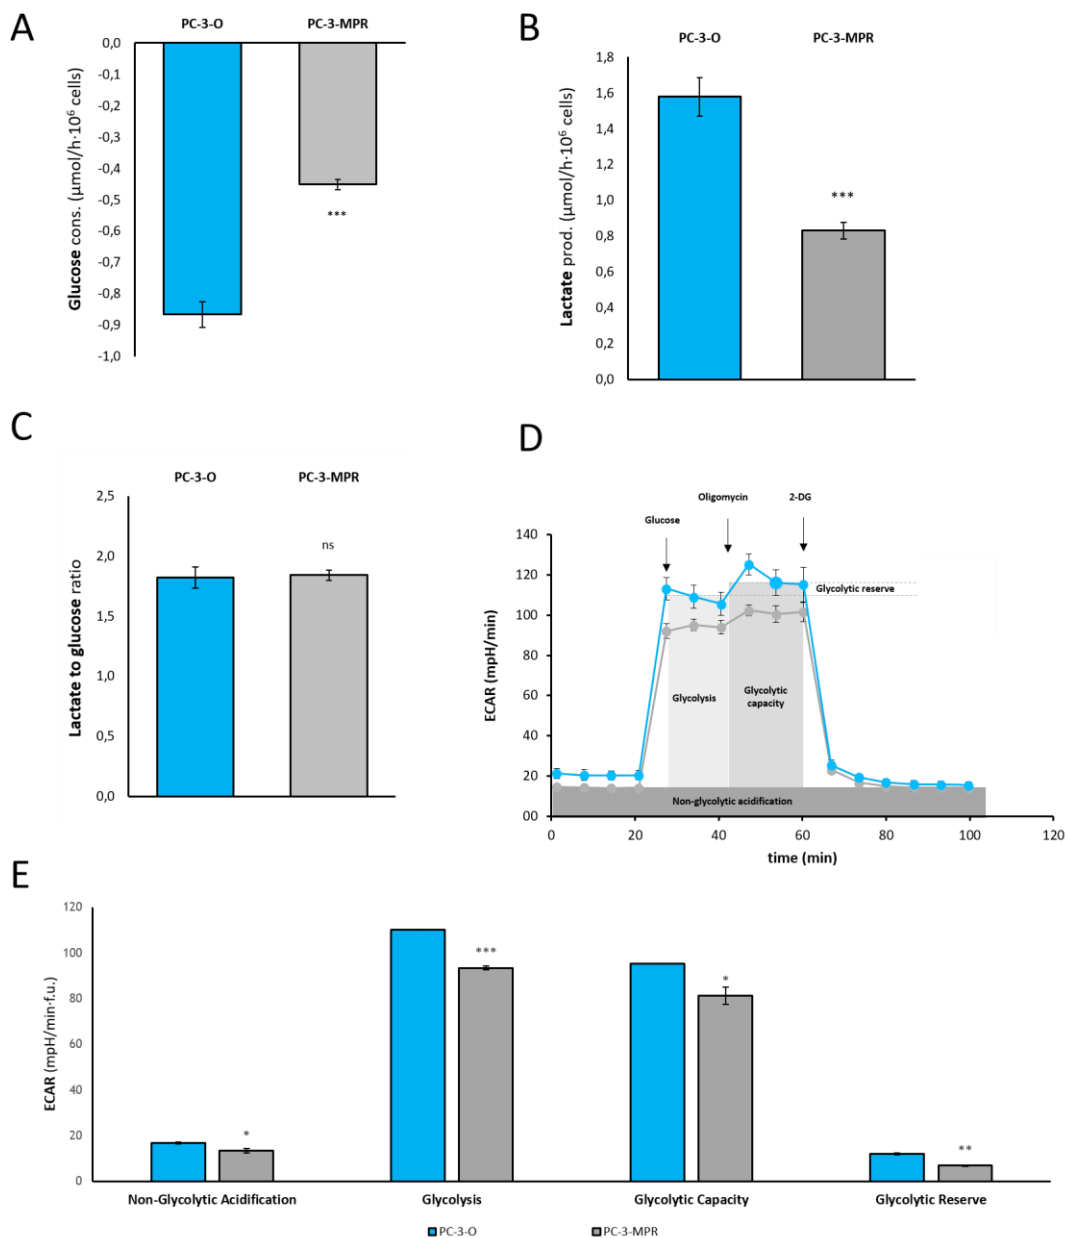 A
PC-3-O PC-3-MPR
0,0
-0,1
-0,2
-0,3
-0,4
-0,5
-0,6
-0,7
-0,8
-0,9
-1,0
Glucose cons. (µmol/h·10⁶ cells)
***
B
PC-3-O PC-3-MPR
1,8
1,6
1,4
1,2
1,0
0,8
0,6
0,4
0,2
0,0
Lactate prod. (µmol/h·10⁶ cells)
***
C
PC-3-O PC-3-MPR
2,5
2,0
1,5
1,0
0,5
0,0
Lactate to glucose ratio
ns
D
Glucose
Oligomycin
2-DG
140
120
100
80
60
40
20
00
ECAR (mpH/min)
Glycolytic reserve
Glycolysis
Glycolytic
capacity
Non-glycolytic acidification
0 20 40 60 80 100 120
time (min)
E
120
100
80
60
40
20
0
ECAR (mpH/min·f.u.)
*
***
*
**
Non-Glycolytic Acidification Glycolysis Glycolytic Capacity Glycolytic Reserve
PC-3-O PC-3-MPR